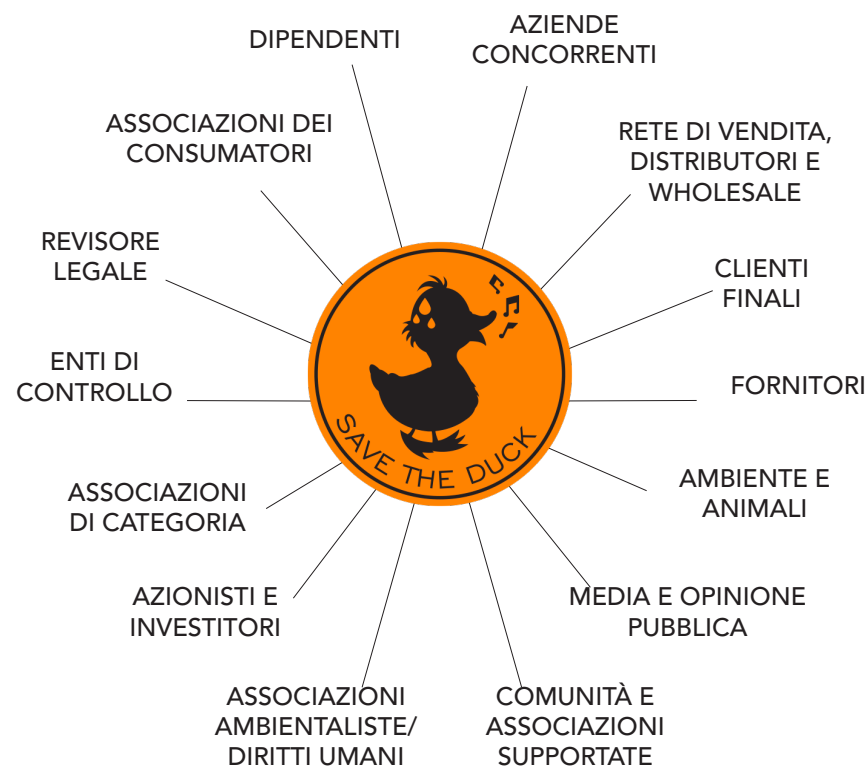 DIPENDENTI
AZIENDE
CONCORRENTI
RETE DI VENDITA,
DISTRIBUTORI E
WHOLESALE
CLIENTI
FINALI
FORNITORI
AMBIENTE E
ANIMALI
MEDIA E OPINIONE
PUBBLICA
COMUNITÀ E
ASSOCIAZIONI
SUPPORTATE
ASSOCIAZIONI
AMBIENTALISTE/
DIRITTI UMANI
AZIONISTI E
INVESTITORI
ASSOCIAZIONI
DI CATEGORIA
ENTI DI
CONTROLLO
REVISORE
LEGALE
ASSOCIAZIONI DEI
CONSUMATORI
SAVE THE DUCK